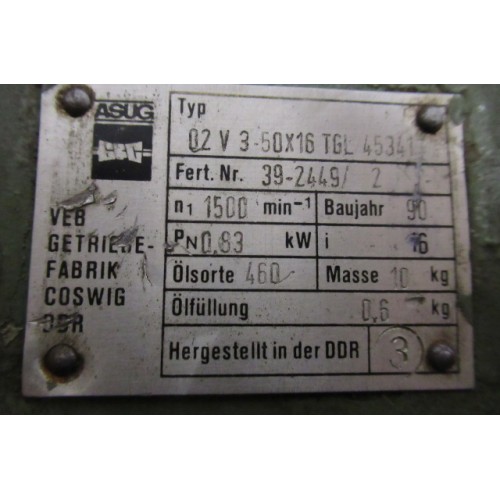 ASUG
VEB
GETRIEBE-
FABRIK
COSWIG
DDR
Typ
02 V 3-50X16 TGL 45341
Fert. Nr. 39-2449/ 2
n1 1500 min-1 Baujahr 90
PN 0,83 kW i 16
Ölsorte 460 Masse 10 kg
Ölfüllung 0,6 kg
Hergestellt in der DDR 3